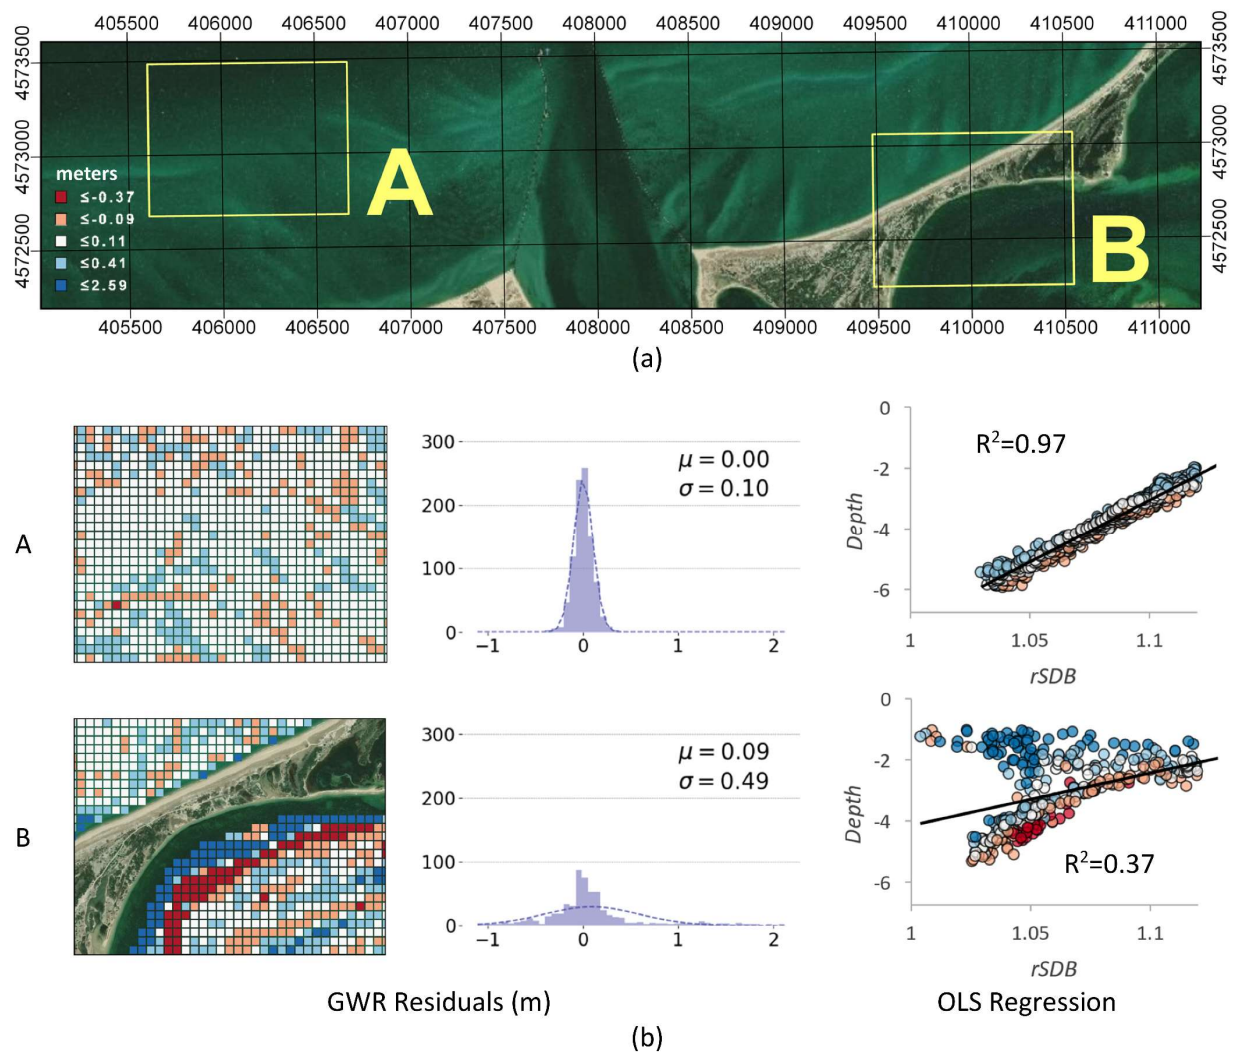 405500 406000 406500 407000 407500 408000 408500 409000 409500 410000 410500 411000
4573500 4573000 4572500
4573500 4573000 4572500
meters
≤-0.37
≤-0.09
≤0.11
≤0.41
≤2.59
A
B
405500 406000 406500 407000 407500 408000 408500 409000 409500 410000 410500 411000
(a)
A
300
200
100
0
μ = 0.00
σ = 0.10
−1 0 1 2
0
-2
-4
-6
Depth
R²=0.97
1 1.05 1.1
rSDB
B
300
200
100
0
μ = 0.09
σ = 0.49
−1 0 1 2
0
-2
-4
-6
Depth
R²=0.37
1 1.05 1.1
rSDB
GWR Residuals (m) OLS Regression
(b)